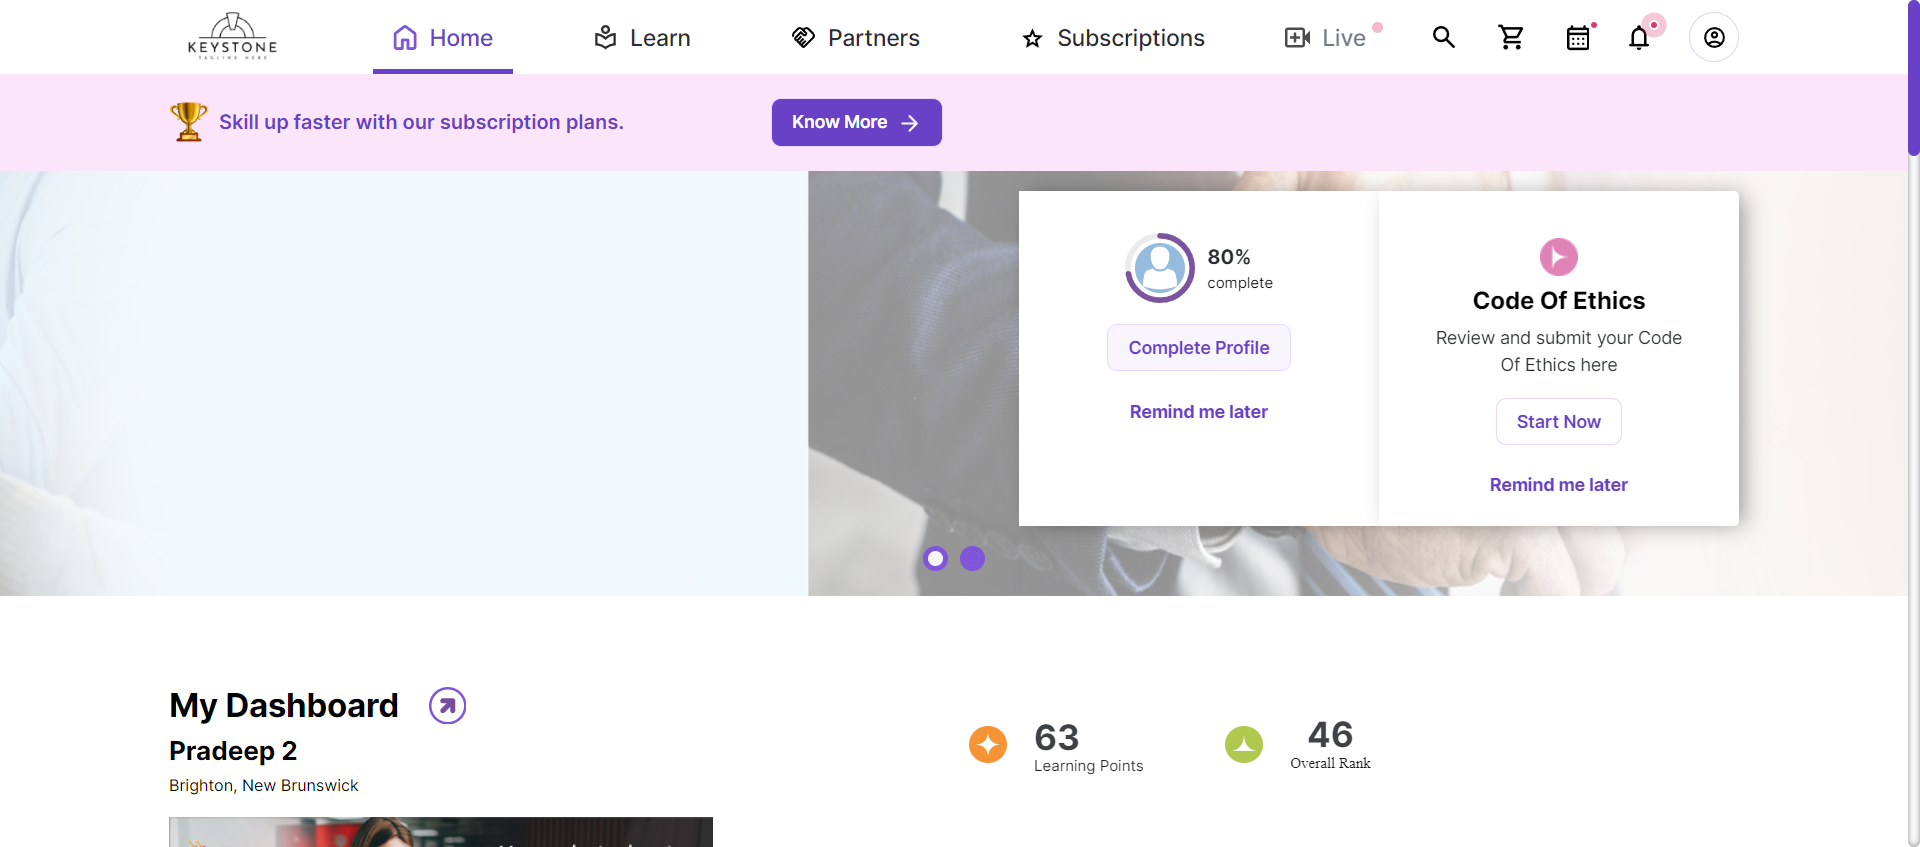 KEYSTONE
TAGLINE HERE
Home
Learn
Partners
Subscriptions
Live
Skill up faster with our subscription plans.
Know More
80%
complete
Complete Profile
Remind me later
Code Of Ethics
Review and submit your Code
Of Ethics here
Start Now
Remind me later
My Dashboard
Pradeep 2
Brighton, New Brunswick
63
Learning Points
46
Overall Rank